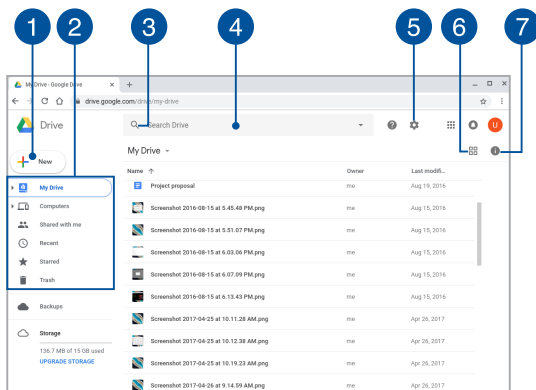 1 2 3 4 5 6 7
My Drive - Google Drive
drive.google.com/drive/my-drive
Drive
Search Drive
U
New
My Drive
Name Owner Last modifi...
My Drive
Computers
Shared with me
Recent
Starred
Trash
Backups
Storage
136.7 MB of 15 GB used
UPGRADE STORAGE
Project proposal me Aug 19, 2016
Screenshot 2016-08-15 at 5.45.48 PM.png me Aug 15, 2016
Screenshot 2016-08-15 at 5.51.07 PM.png me Aug 15, 2016
Screenshot 2016-08-15 at 6.03.06 PM.png me Aug 15, 2016
Screenshot 2016-08-15 at 6.07.09 PM.png me Aug 15, 2016
Screenshot 2016-08-15 at 6.13.43 PM.png me Aug 15, 2016
Screenshot 2017-04-25 at 10.11.28 AM.png me Apr 26, 2017
Screenshot 2017-04-25 at 10.12.38 AM.png me Apr 26, 2017
Screenshot 2017-04-25 at 10.19.23 AM.png me Apr 26, 2017
Screenshot 2017-04-26 at 9.14.59 AM.png me Apr 26, 2017